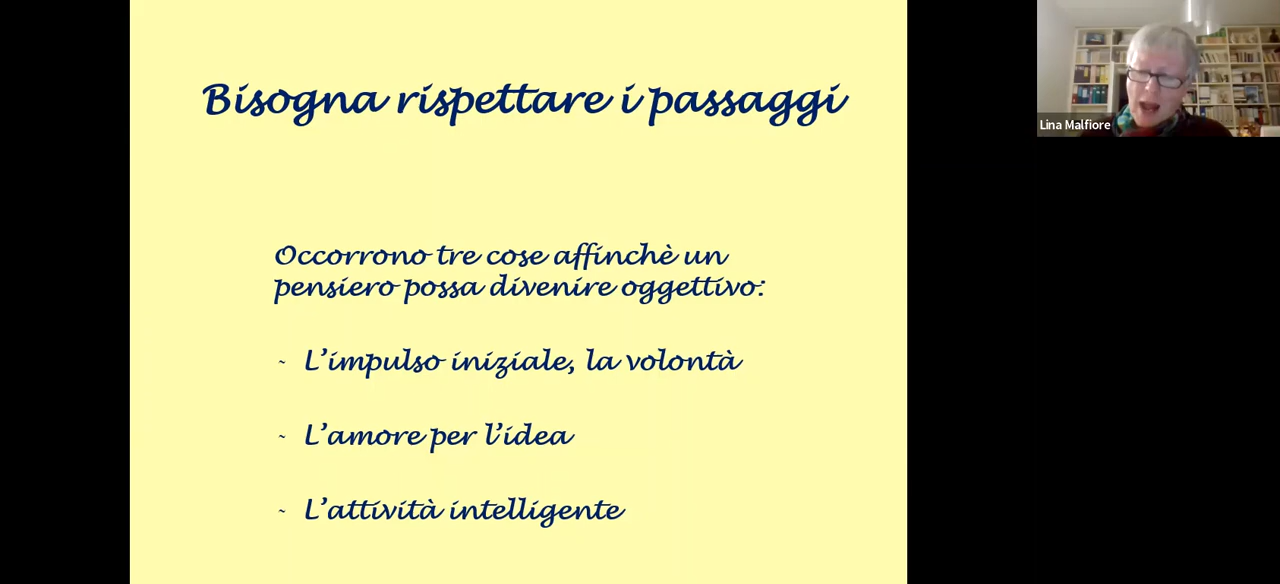 Bisogna rispettare i passaggi
Occorrono tre cose affinchè un
pensiero possa divenire oggettivo:
~ L'impulso iniziale, la volontà
~ L'amore per l'idea
~ L'attività intelligente
Lina Malfiore